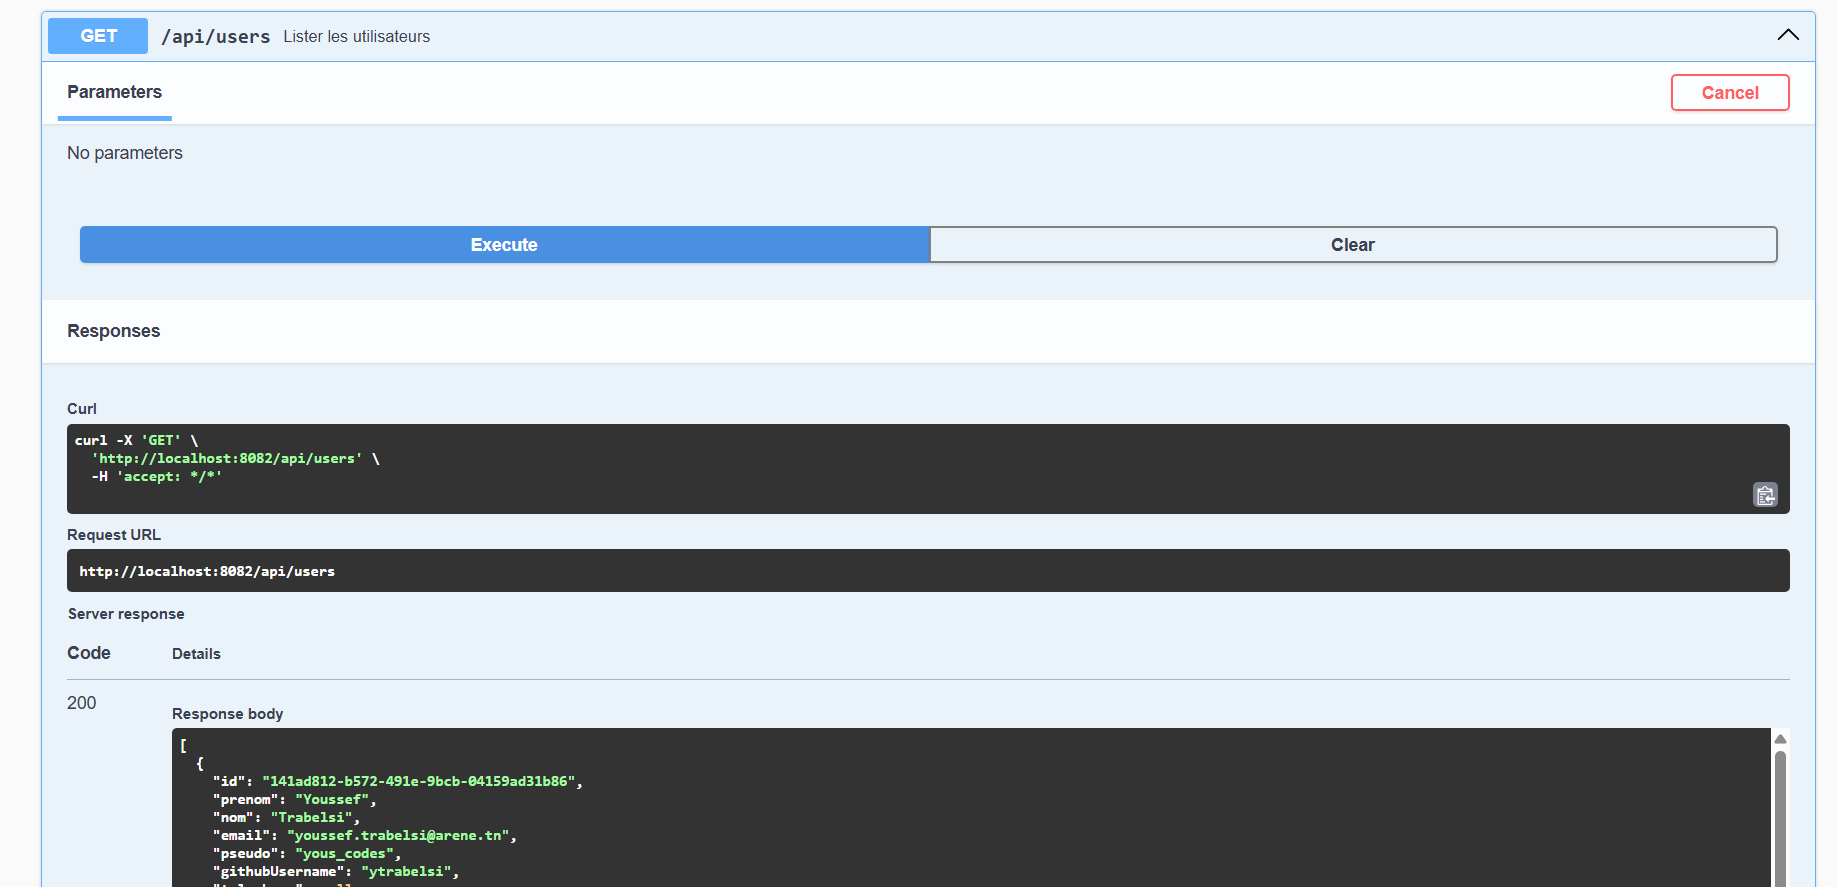 GET /api/users Lister les utilisateurs
Parameters
Cancel
No parameters
Execute
Clear
Responses
Curl
curl -X 'GET' \
  'http://localhost:8082/api/users' \
  -H 'accept: */*'
Request URL
http://localhost:8082/api/users
Server response
Code
Details
200
Response body
[
  {
    "id": "141ad812-b572-491e-9bcb-04159ad31b86",
    "prenom": "Youssef",
    "nom": "Trabelsi",
    "email": "youssef.trabelsi@arene.tn",
    "pseudo": "yous_codes",
    "githubUsername": "ytrabelsi",